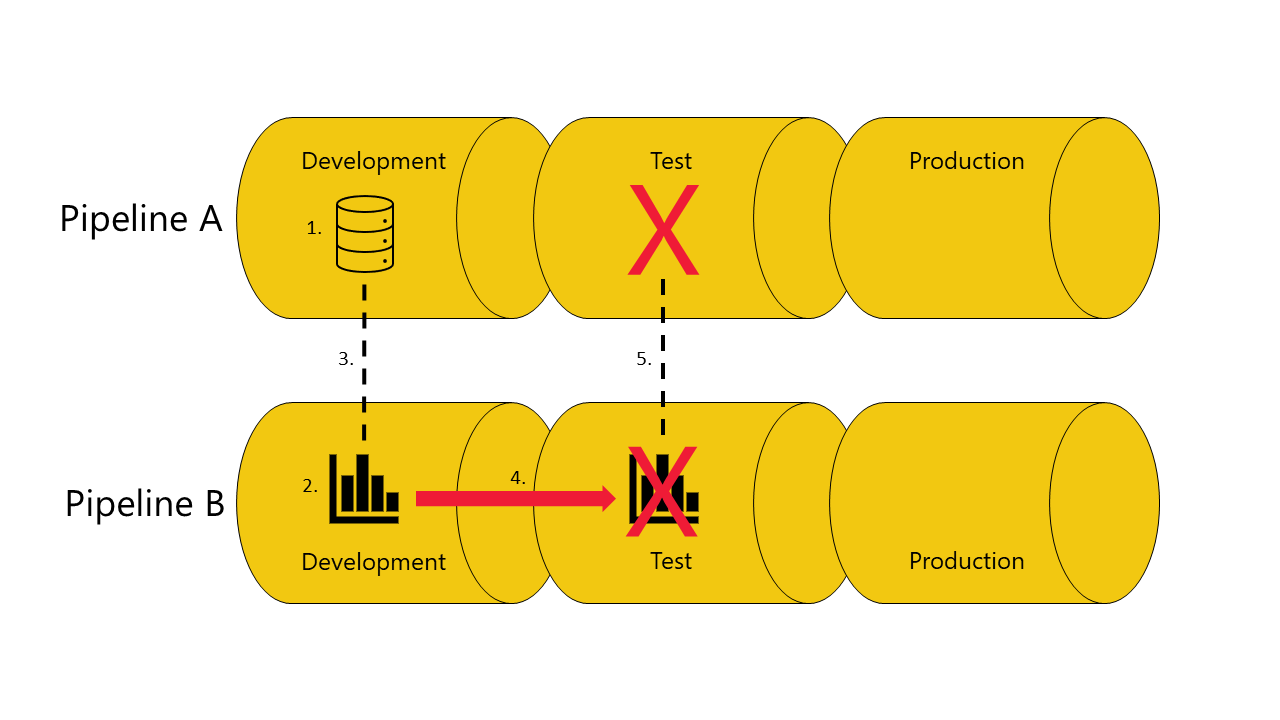 Development
Test
Production
Pipeline A
1.
3.
5.
Pipeline B
2.
4.
Development
Test
Production